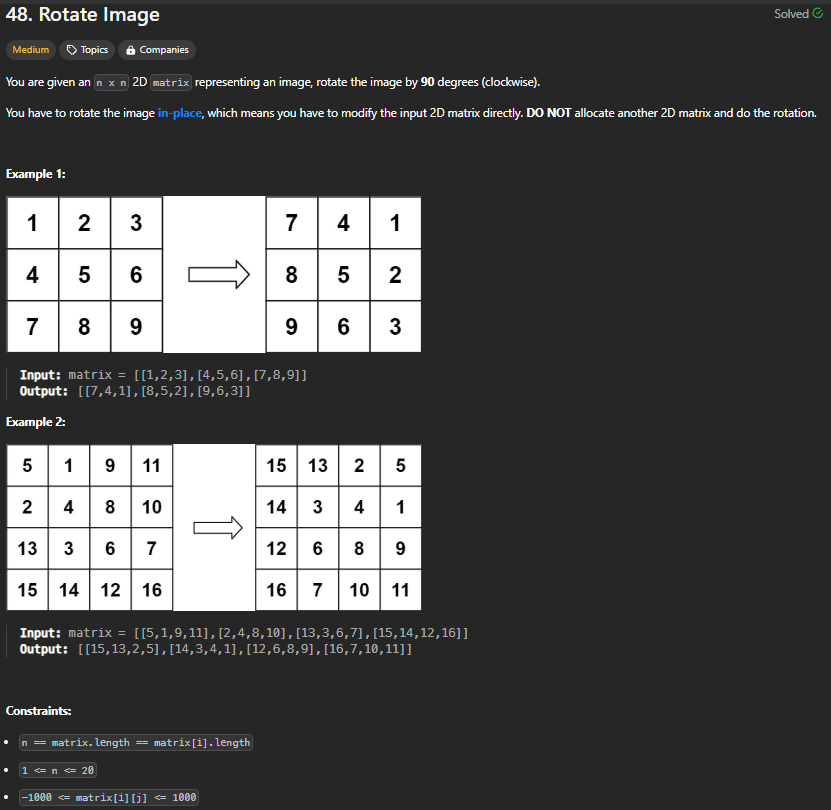 48. Rotate Image
Solved
Medium Topics Companies
You are given an n x n 2D matrix representing an image, rotate the image by 90 degrees (clockwise).
You have to rotate the image in-place, which means you have to modify the input 2D matrix directly. DO NOT allocate another 2D matrix and do the rotation.
Example 1:
1 2 3 7 4 1
4 5 6 8 5 2
7 8 9 9 6 3
Input: matrix = [[1,2,3],[4,5,6],[7,8,9]]
Output: [[7,4,1],[8,5,2],[9,6,3]]
Example 2:
5 1 9 11 15 13 2 5
2 4 8 10 14 3 4 1
13 3 6 7 12 6 8 9
15 14 12 16 16 7 10 11
Input: matrix = [[5,1,9,11],[2,4,8,10],[13,3,6,7],[15,14,12,16]]
Output: [[15,13,2,5],[14,3,4,1],[12,6,8,9],[16,7,10,11]]
Constraints:
• n == matrix.length == matrix[i].length
• 1 <= n <= 20
• -1000 <= matrix[i][j] <= 1000